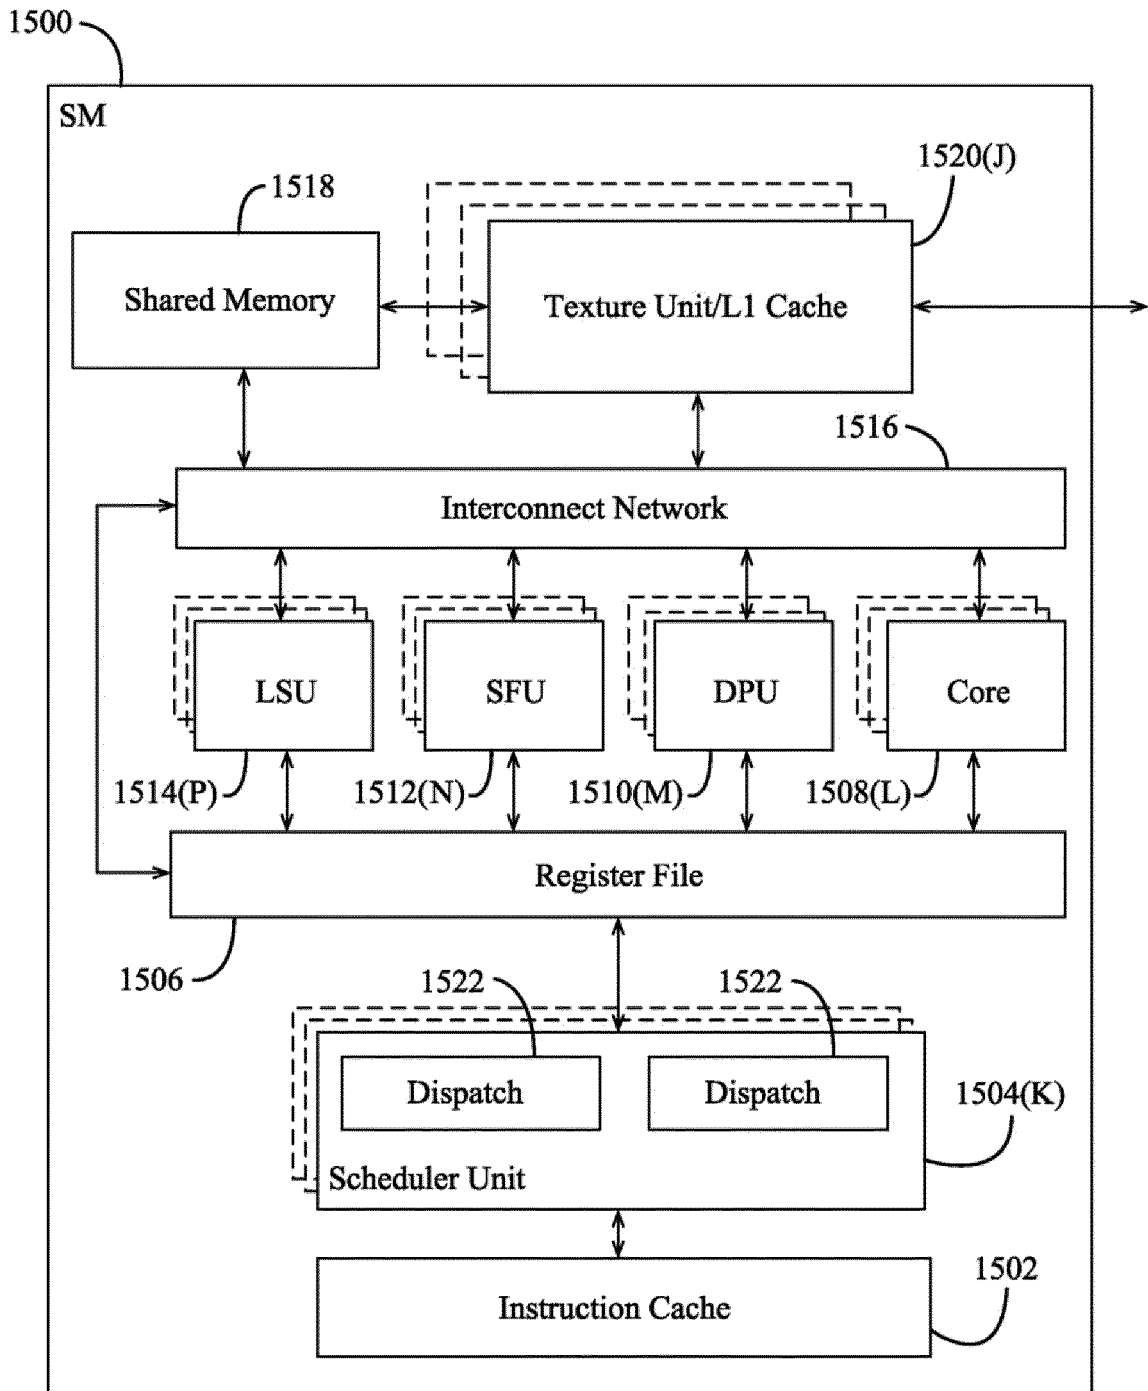 1500
SM
1520(J)
1518
Shared Memory
Texture Unit/L1 Cache
1516
Interconnect Network
LSU
SFU
DPU
Core
1514(P)
1512(N)
1510(M)
1508(L)
Register File
1506
1522
1522
Dispatch
Dispatch
1504(K)
Scheduler Unit
1502
Instruction Cache